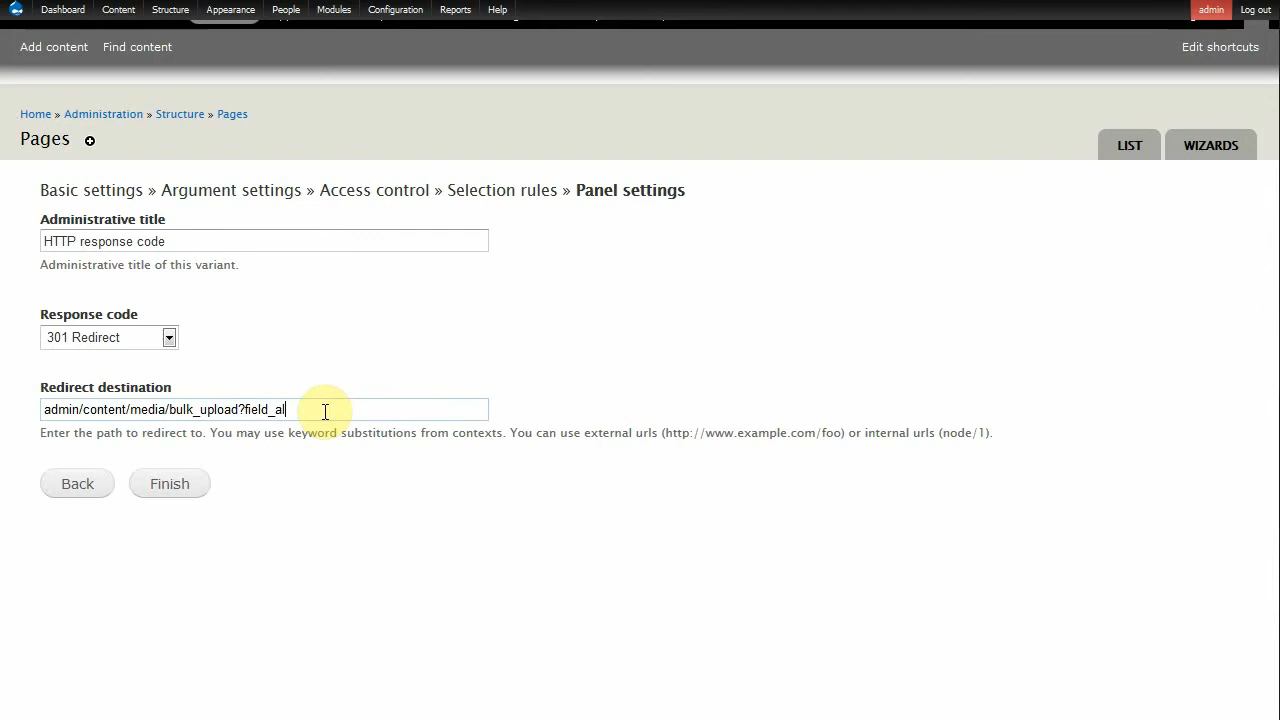 Dashboard Content Structure Appearance People Modules Configuration Reports Help admin Log out
Add content Find content Edit shortcuts
Home » Administration » Structure » Pages
Pages
LIST WIZARDS
Basic settings » Argument settings » Access control » Selection rules » Panel settings
Administrative title
HTTP response code
Administrative title of this variant.
Response code
301 Redirect
Redirect destination
admin/content/media/bulk_upload?field_al
Enter the path to redirect to. You may use keyword substitutions from contexts. You can use external urls (http://www.example.com/foo) or internal urls (node/1).
Back Finish